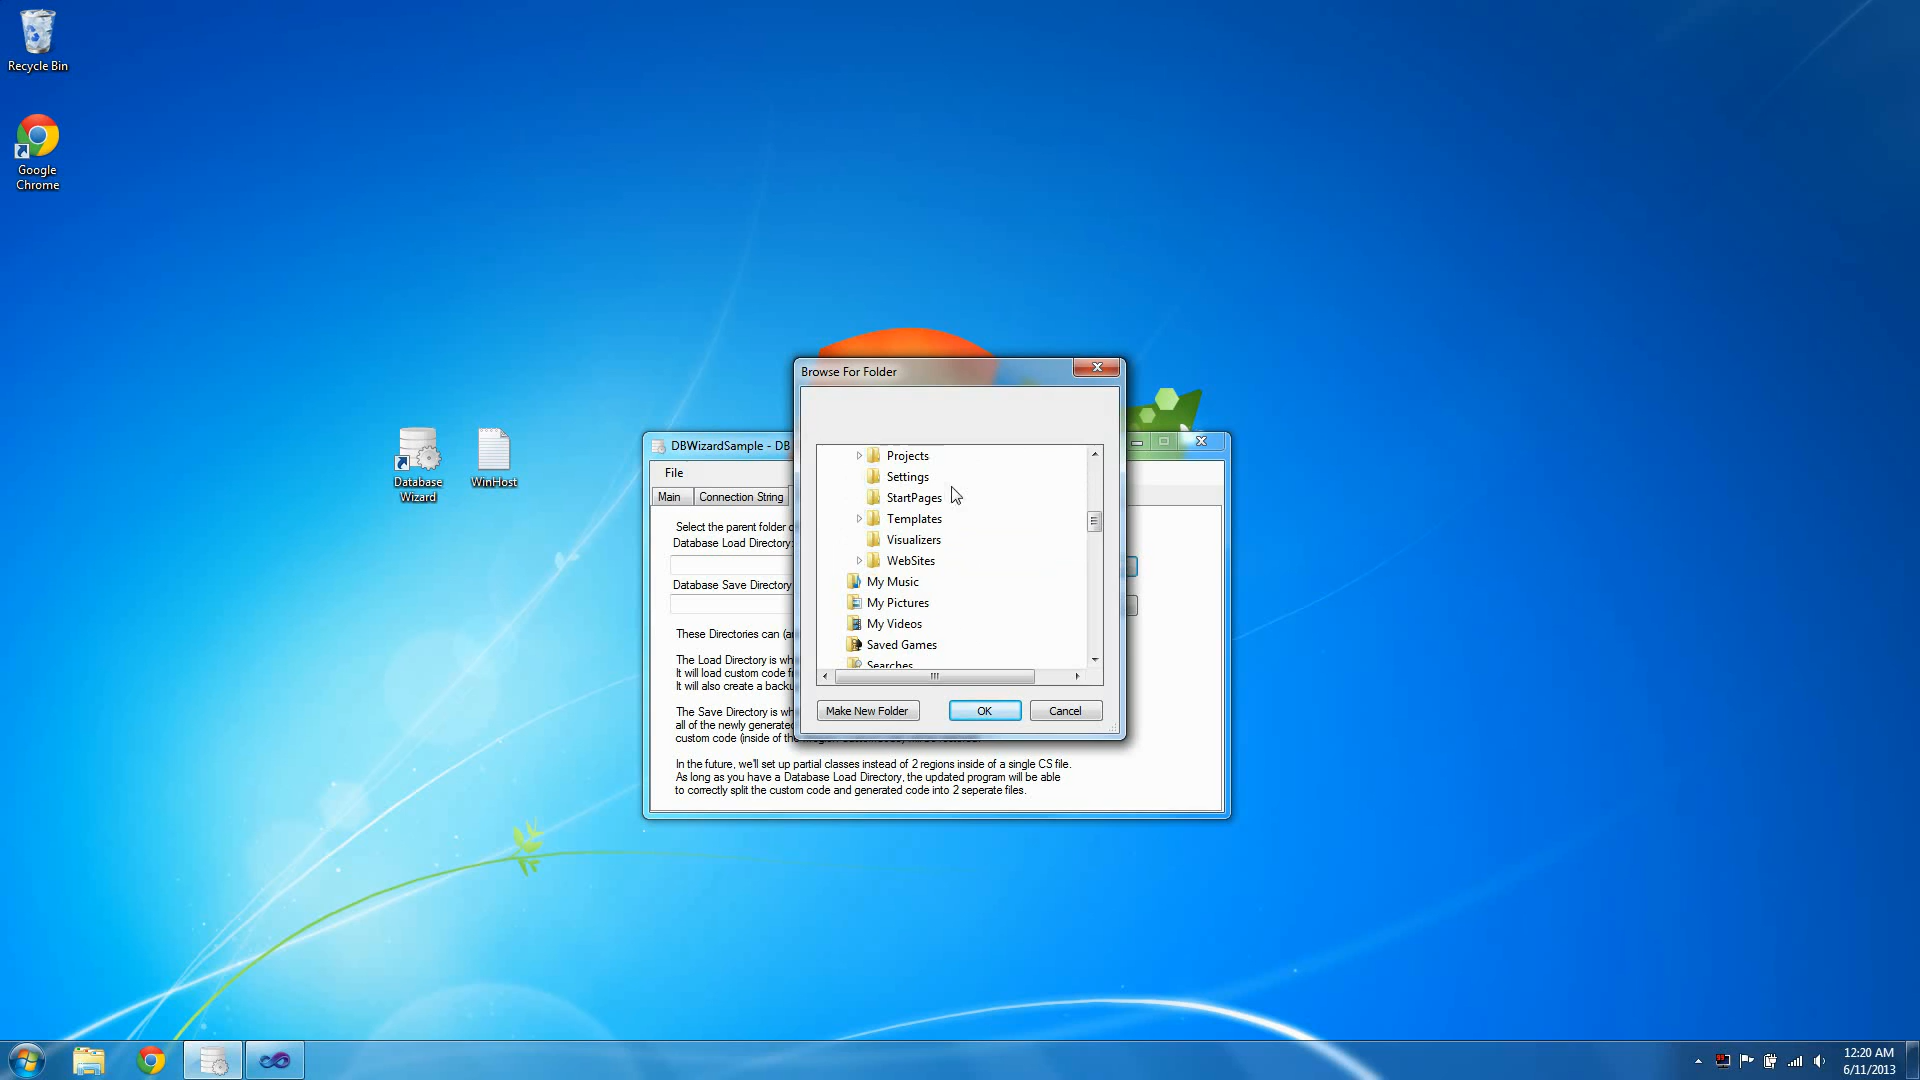 Recycle Bin
Google
Chrome
Database
Wizard
WinHost
DBWizardSample - DB
File
Main
Connection String
Select the parent folder
Database Load Directory:
Database Save Directory
These Directories can
The Load Directory is
It will load custom code
It will also create a
The Save Directory is
all of the newly generated
custom code (inside of the
In the future, we'll set up partial classes instead of 2 regions inside of a single CS file.
As long as you have a Database Load Directory, the updated program will be able
to correctly split the custom code and generated code into 2 seperate files.
Browse For Folder
Projects
Settings
StartPages
Templates
Visualizers
WebSites
My Music
My Pictures
My Videos
Saved Games
Searches
Make New Folder
OK
Cancel
12:20 AM
6/11/2013